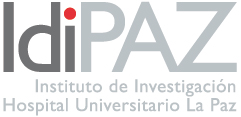 IdiPAZ
Instituto de Investigación
Hospital Universitario La Paz